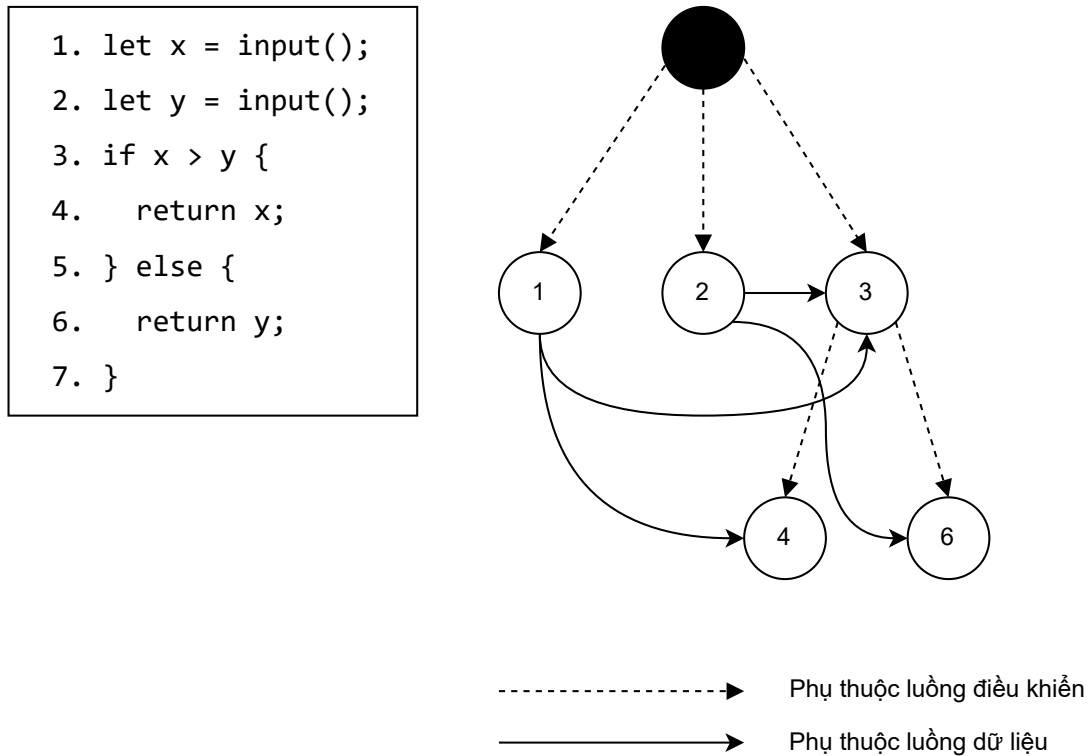 1. let x = input();
2. let y = input();
3. if x > y {
4.   return x;
5. } else {
6.   return y;
7. }
1
2
3
4
6
Phụ thuộc luồng điều khiển
Phụ thuộc luồng dữ liệu